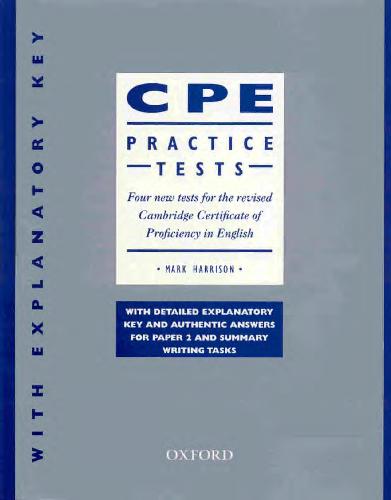 WITH EXPLANATORY KEY
CPE
PRACTICE
TESTS
Four new tests for the revised
Cambridge Certificate of
Proficiency in English
• MARK HARRISON •
WITH DETAILED EXPLANATORY
KEY AND AUTHENTIC ANSWERS
FOR PAPER 2 AND SUMMARY
WRITING TASKS
OXFORD